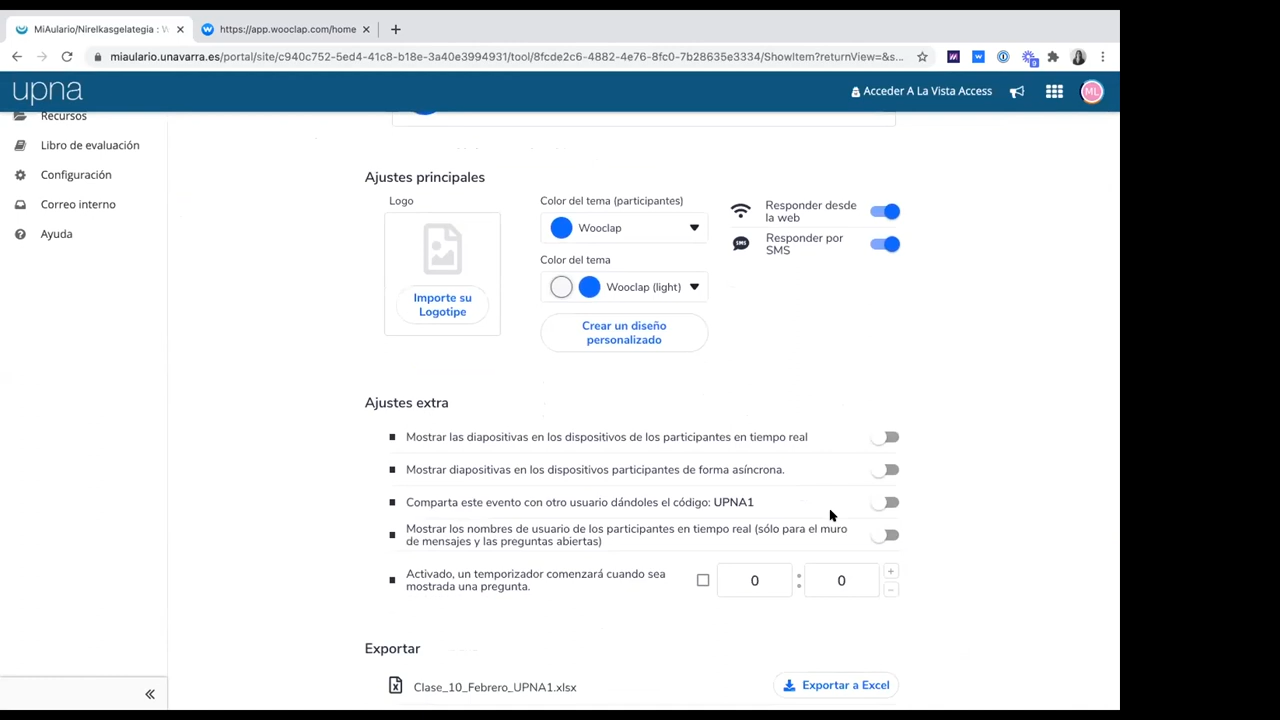 MiAulario/Nirelkasgelategia : W
https://app.wooclap.com/home
miaulario.unavarra.es/portal/site/c940c752-5ed4-41c8-b18e-3a40e3994931/tool/8fcde2c6-4882-4e76-8fc0-7b28635e3334/ShowItem?returnView=&s...
upna
Acceder A La Vista Access
ML
Recursos
Libro de evaluación
Configuración
Correo interno
Ayuda
Ajustes principales
Logo
Importe su
Logotipe
Color del tema (participantes)
Wooclap
Color del tema
Wooclap (light)
Crear un diseño
personalizado
Responder desde
la web
SMS
Responder por
SMS
Ajustes extra
Mostrar las diapositivas en los dispositivos de los participantes en tiempo real
Mostrar diapositivas en los dispositivos participantes de forma asíncrona.
Comparta este evento con otro usuario dándoles el código: UPNA1
Mostrar los nombres de usuario de los participantes en tiempo real (sólo para el muro
de mensajes y las preguntas abiertas)
Activado, un temporizador comenzará cuando sea
mostrada una pregunta.
0 : 0
Exportar
Clase_10_Febrero_UPNA1.xlsx
Exportar a Excel